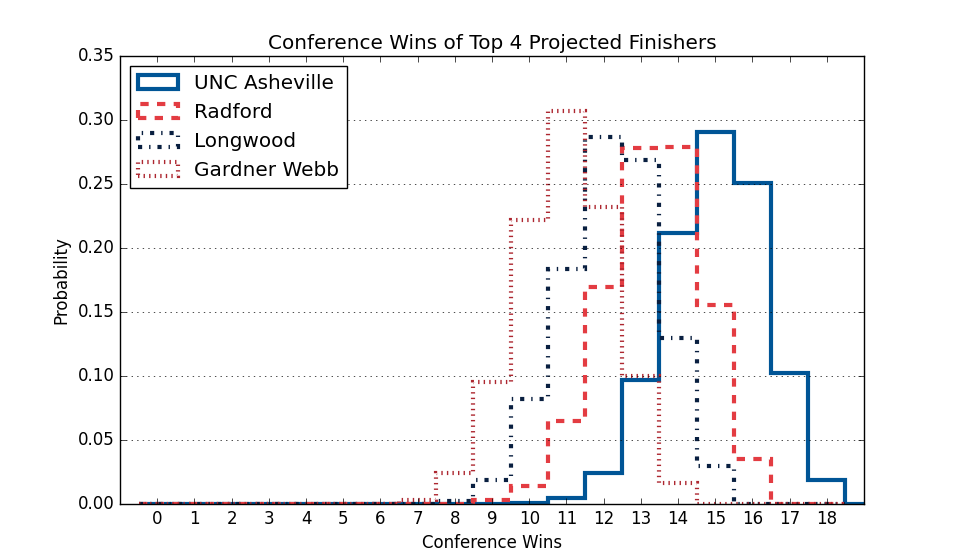 Conference Wins of Top 4 Projected Finishers
0.35
0.30
0.25
0.20
0.15
0.10
0.05
0.00
Probability
UNC Asheville
Radford
Longwood
Gardner Webb
0 1 2 3 4 5 6 7 8 9 10 11 12 13 14 15 16 17 18
Conference Wins